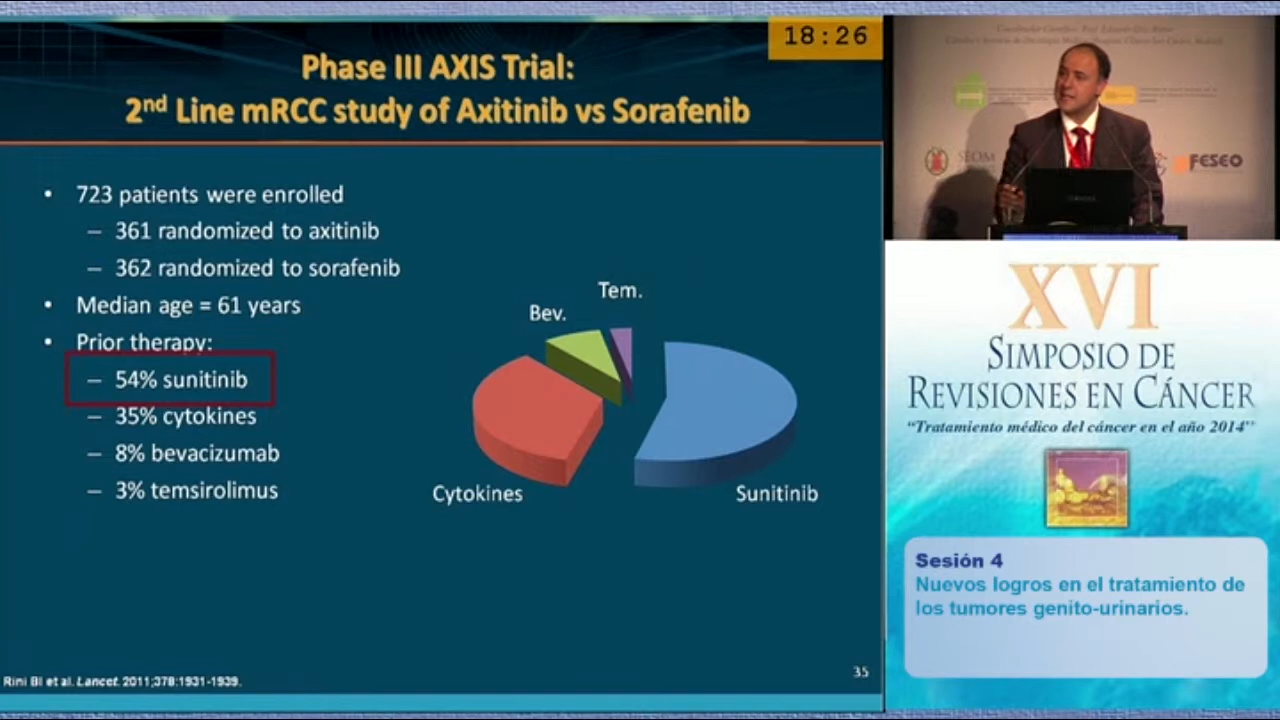 18:26
Phase III AXIS Trial:
2nd Line mRCC study of Axitinib vs Sorafenib
• 723 patients were enrolled
– 361 randomized to axitinib
– 362 randomized to sorafenib
• Median age = 61 years
• Prior therapy:
– 54% sunitinib
– 35% cytokines
– 8% bevacizumab
– 3% temsirolimus
Tem.
Bev.
Cytokines
Sunitinib
Rini BI et al. Lancet. 2011;378:1931-1939.
35
SEOM
FESEO
XVI
SIMPOSIO DE
REVISIONES EN CÁNCER
"Tratamiento médico del cáncer en el año 2014"
Sesión 4
Nuevos logros en el tratamiento de
los tumores genito-urinarios.